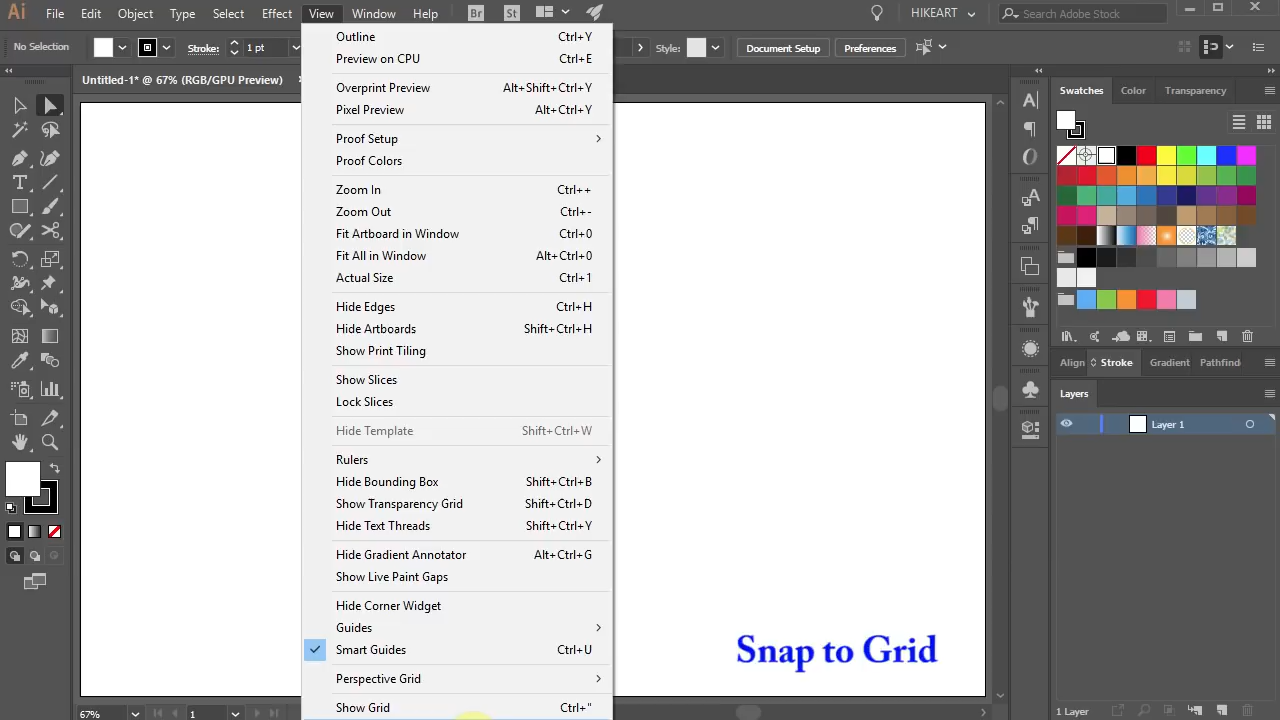 Ai File Edit Object Type Select Effect View Window Help Br St HIKEART Search Adobe Stock
No Selection Stroke: 1 pt Style: Document Setup Preferences
Untitled-1* @ 67% (RGB/GPU Preview) ×
Outline Ctrl+Y
Preview on CPU Ctrl+E
Overprint Preview Alt+Shift+Ctrl+Y
Pixel Preview Alt+Ctrl+Y
Proof Setup
Proof Colors
Zoom In Ctrl++
Zoom Out Ctrl+-
Fit Artboard in Window Ctrl+0
Fit All in Window Alt+Ctrl+0
Actual Size Ctrl+1
Hide Edges Ctrl+H
Hide Artboards Shift+Ctrl+H
Show Print Tiling
Show Slices
Lock Slices
Hide Template Shift+Ctrl+W
Rulers
Hide Bounding Box Shift+Ctrl+B
Show Transparency Grid Shift+Ctrl+D
Hide Text Threads Shift+Ctrl+Y
Hide Gradient Annotator Alt+Ctrl+G
Show Live Paint Gaps
Hide Corner Widget
Guides
Smart Guides Ctrl+U
Perspective Grid
Show Grid Ctrl+"
Swatches Color Transparency
Align Stroke Gradient Pathfind
Layers
Layer 1
Snap to Grid
67% 1
1 Layer